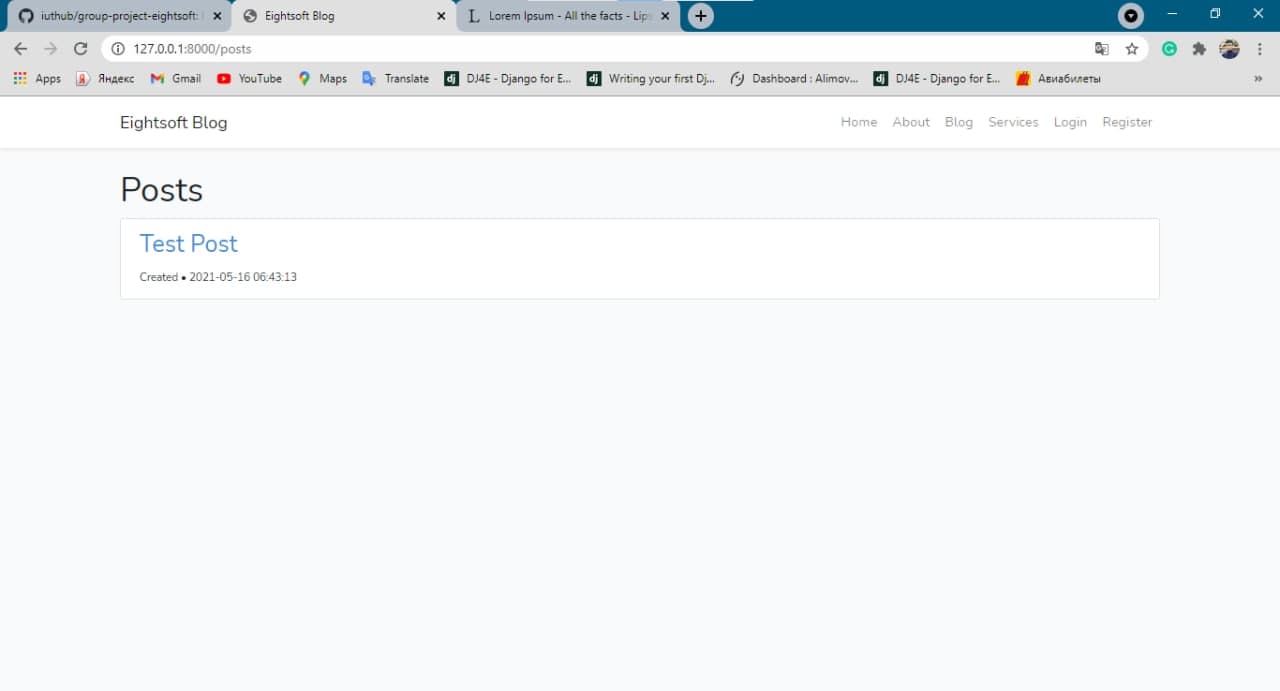 iuthub/group-project-eightsoft:
Eightsoft Blog
Lorem Ipsum - All the facts - Lips
127.0.0.1:8000/posts
Apps Яндекс Gmail YouTube Maps Translate DJ4E - Django for E... Writing your first Dj... Dashboard : Alimov... DJ4E - Django for E... Авиабилеты »
Eightsoft Blog Home About Blog Services Login Register
Posts
Test Post
Created • 2021-05-16 06:43:13